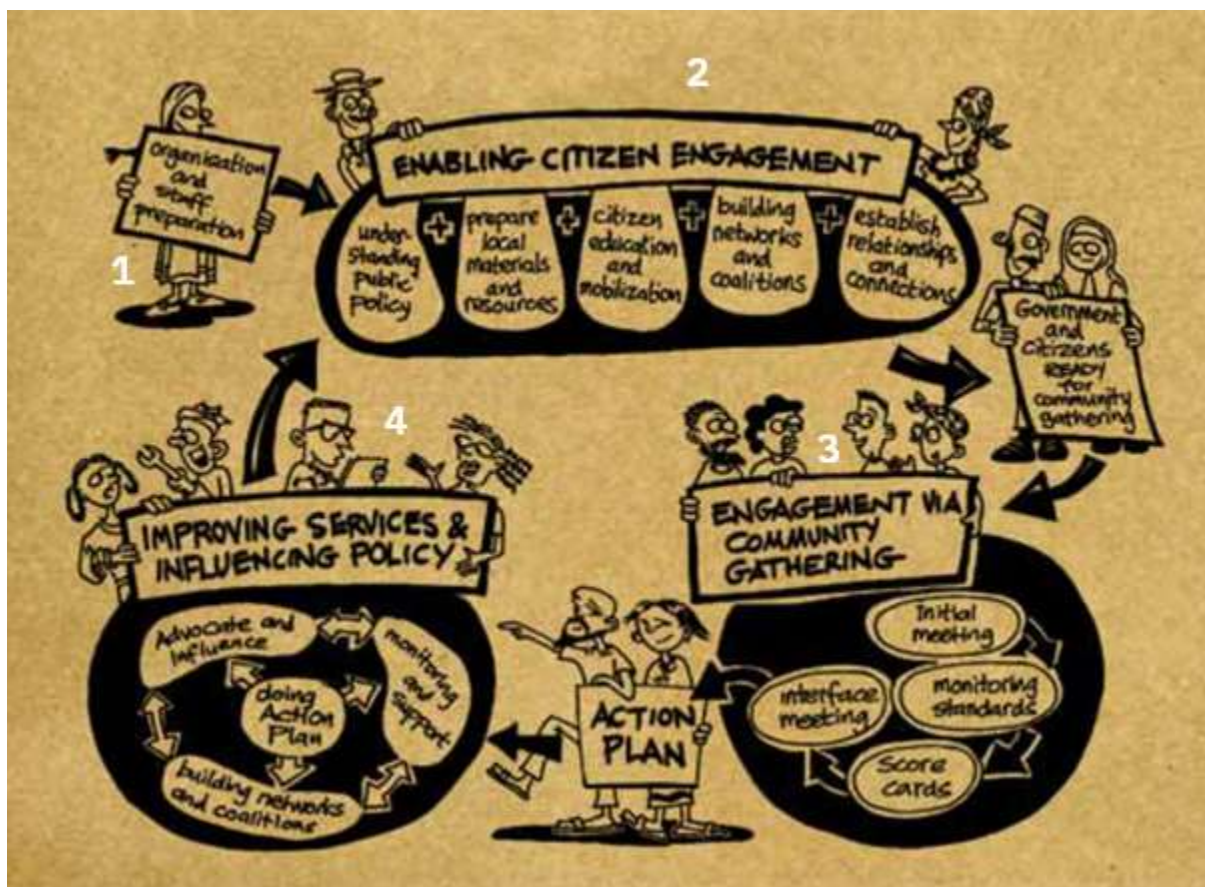 1
organisation
and
staff
preparation
2
ENABLING CITIZEN ENGAGEMENT
under-
standing
public
policy
+
prepare
local
materials
and
resources
+
citizen
education
and
mobilization
+
building
networks
and
coalitions
+
establish
relationships
and
connections
Government
and
citizens
READY
for
community
gathering
3
ENGAGEMENT VIA
COMMUNITY
GATHERING
Initial
meeting
monitoring
standards
Score
cards
interface
meeting
ACTION
PLAN
4
IMPROVING SERVICES &
INFLUENCING POLICY
Advocate and
influence
monitoring
and
support
doing
Action
Plan
building networks
and coalitions